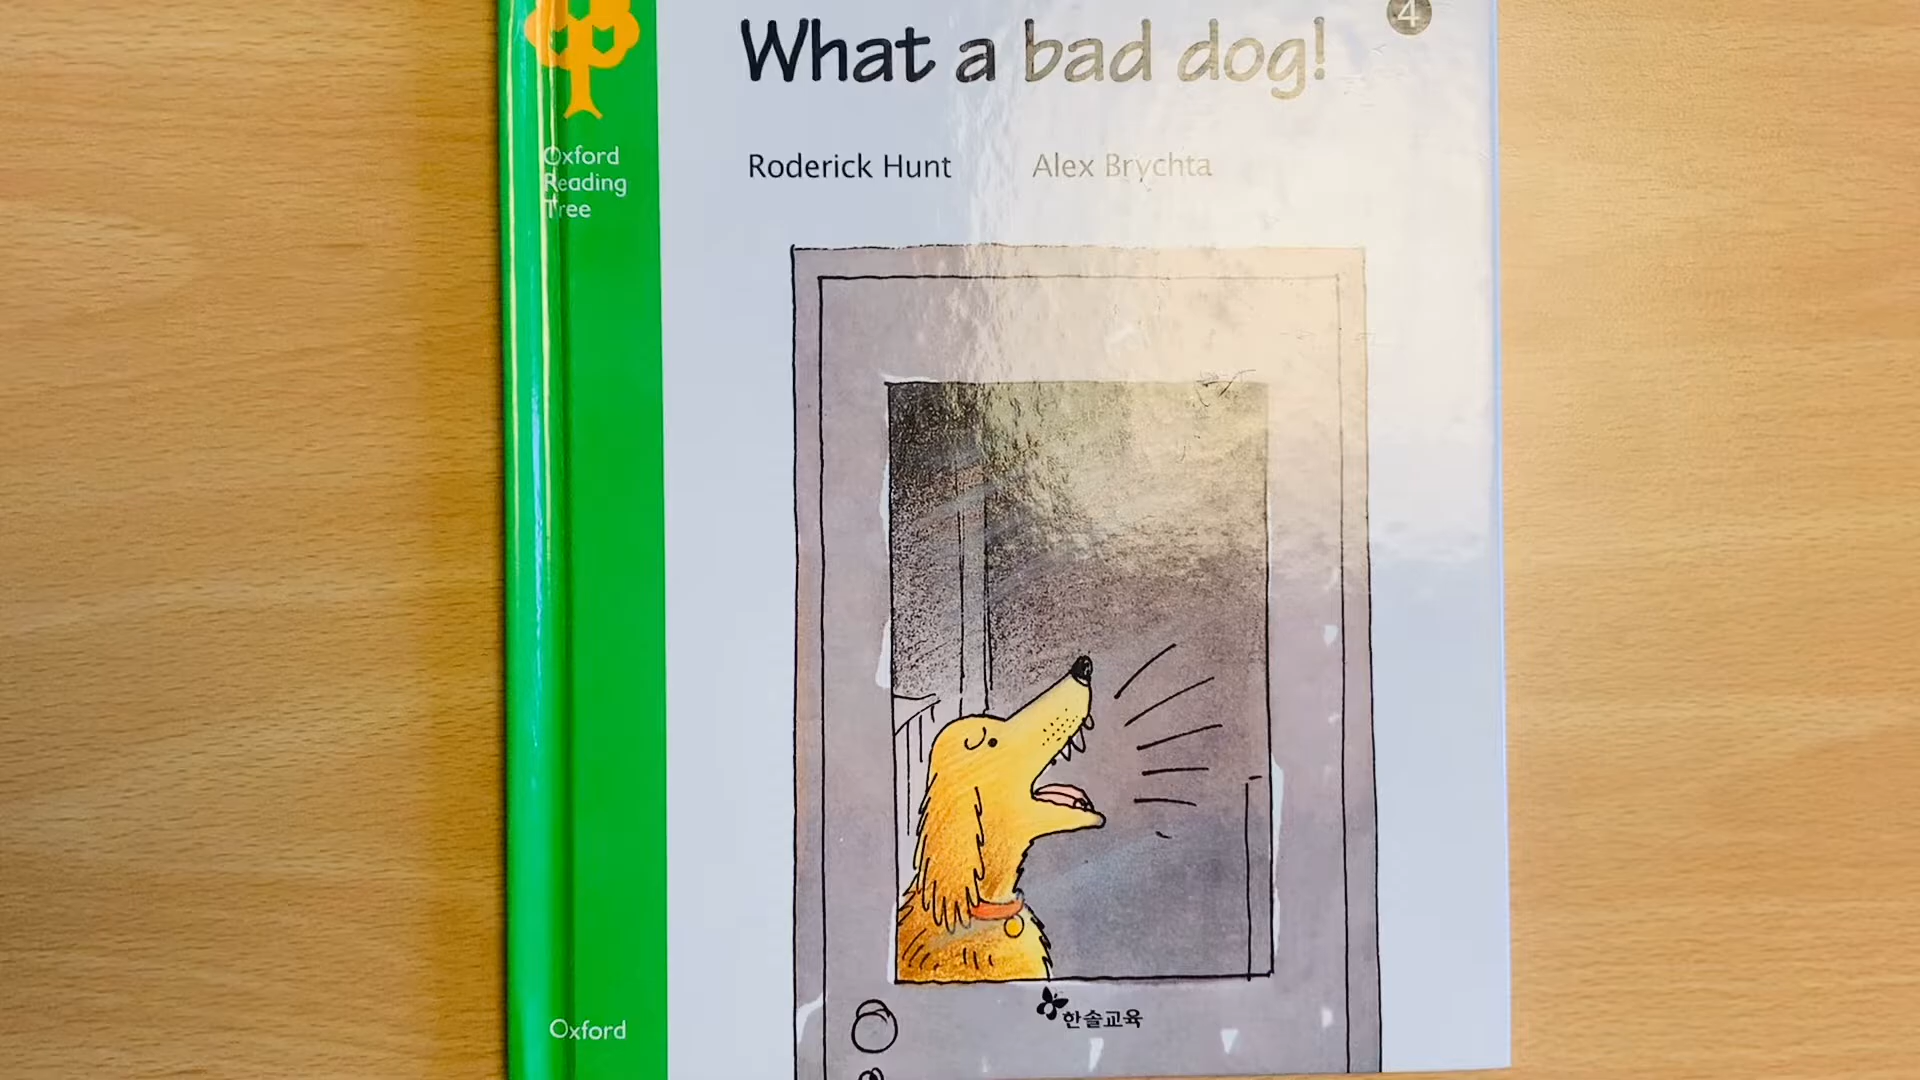 4
What a bad dog!
Roderick Hunt Alex Brychta
Oxford
Reading
Tree
한솔교육
Oxford